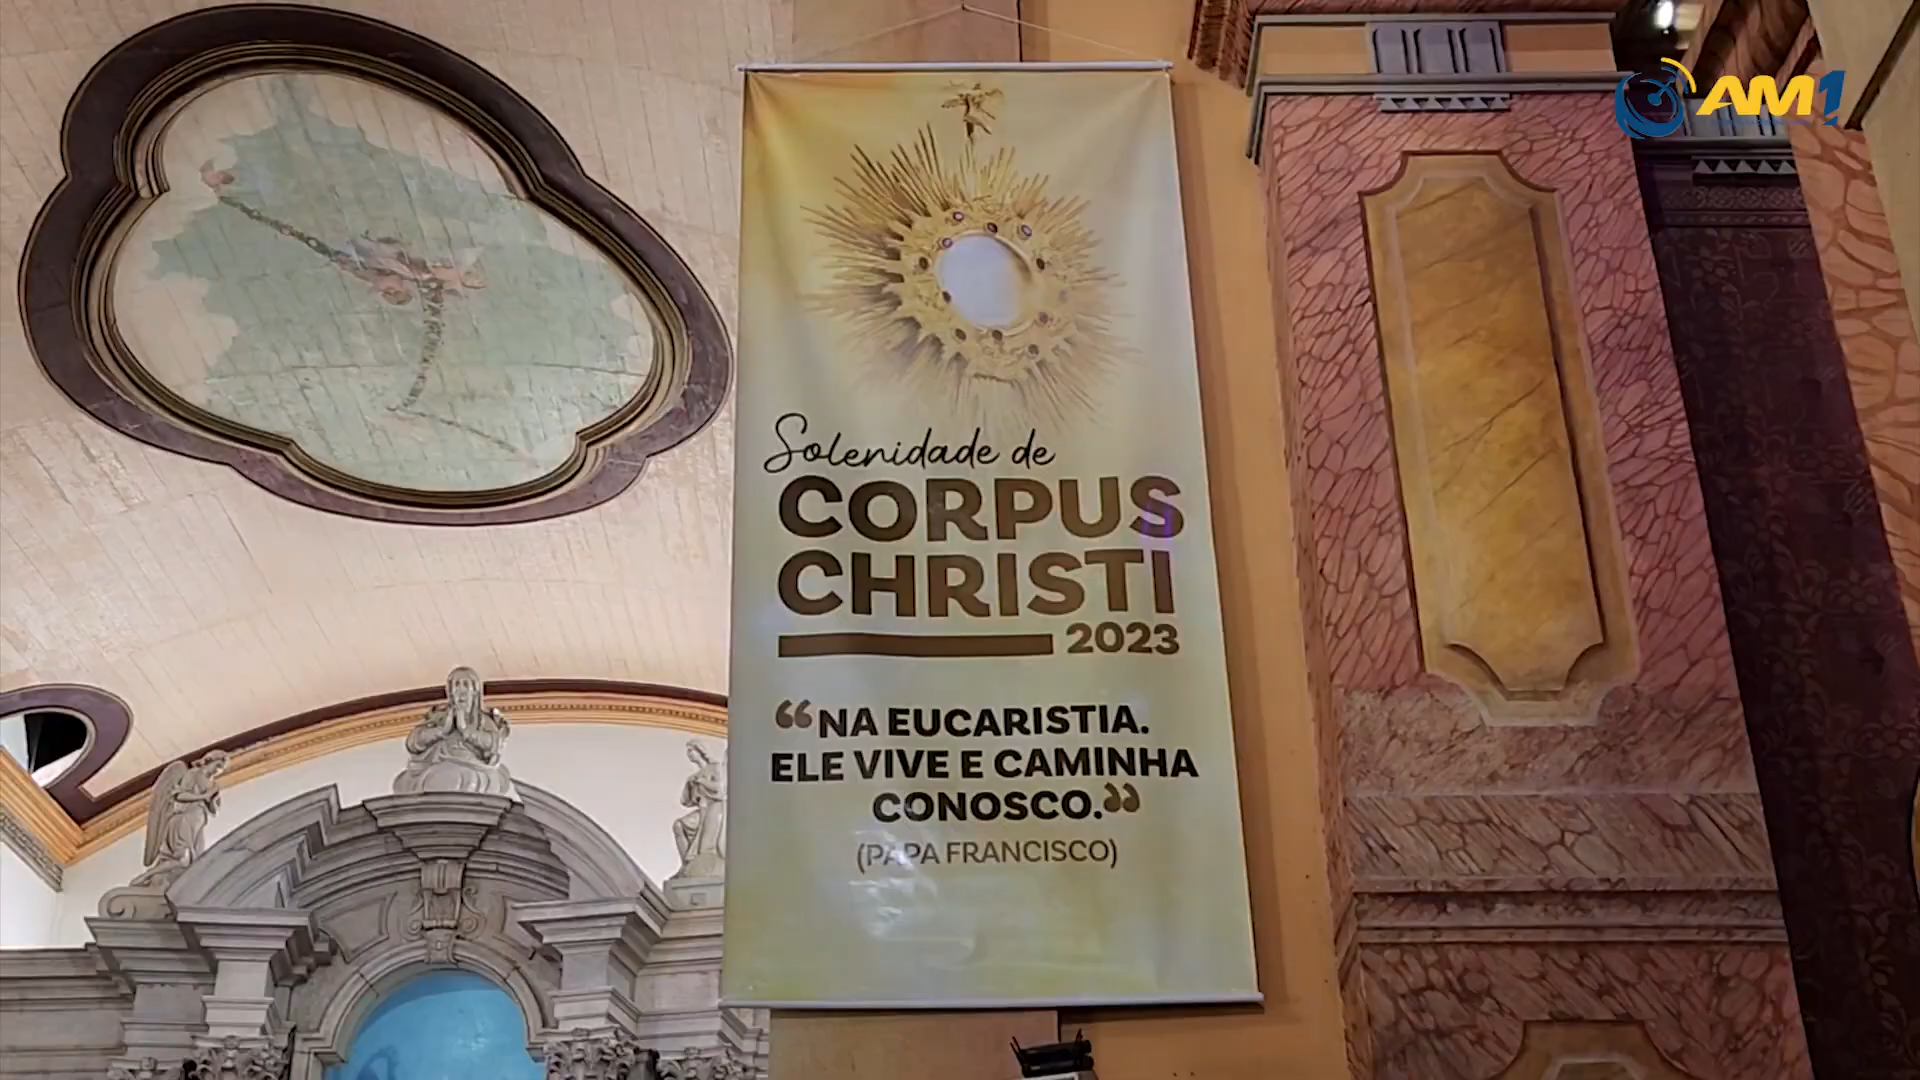 AM1
Solenidade de
CORPUS
CHRISTI
2023
“NA EUCARISTIA.
ELE VIVE E CAMINHA
CONOSCO.”
(PAPA FRANCISCO)